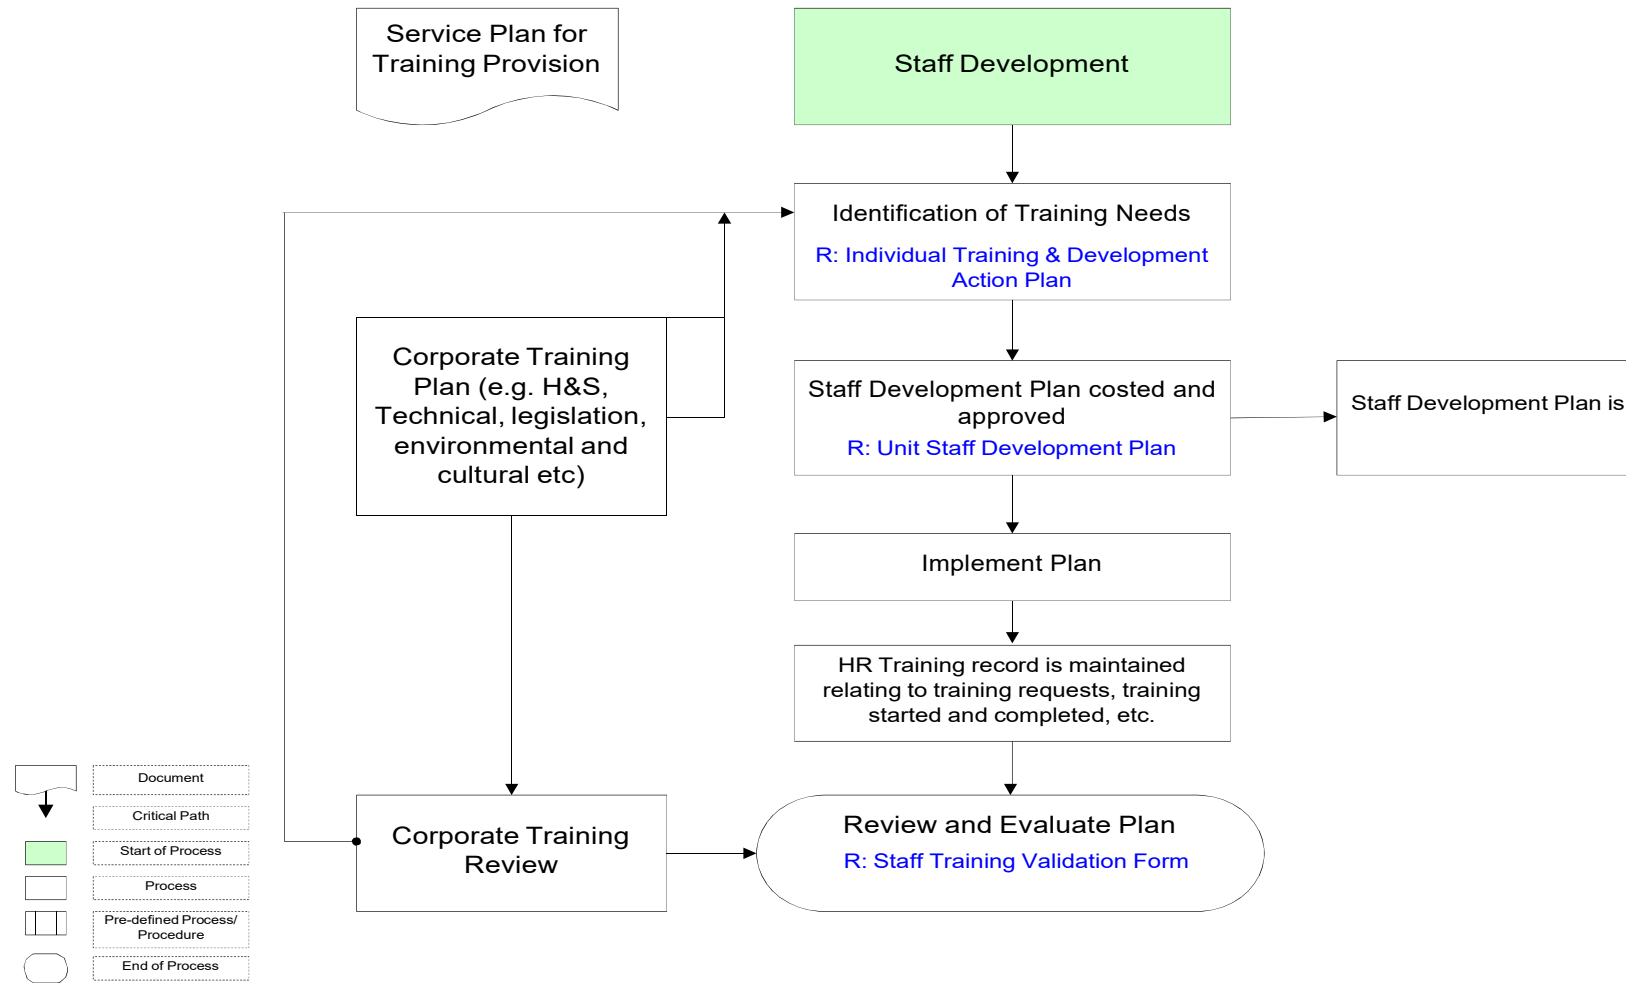 Service Plan for
Training Provision
Staff Development
Identification of Training Needs
R: Individual Training & Development
Action Plan
Corporate Training
Plan (e.g. H&S,
Technical, legislation,
environmental and
cultural etc)
Staff Development Plan costed and
approved
R: Unit Staff Development Plan
Staff Development Plan is
Implement Plan
HR Training record is maintained
relating to training requests, training
started and completed, etc.
Corporate Training
Review
Review and Evaluate Plan
R: Staff Training Validation Form
Document
Critical Path
Start of Process
Process
Pre-defined Process/
Procedure
End of Process